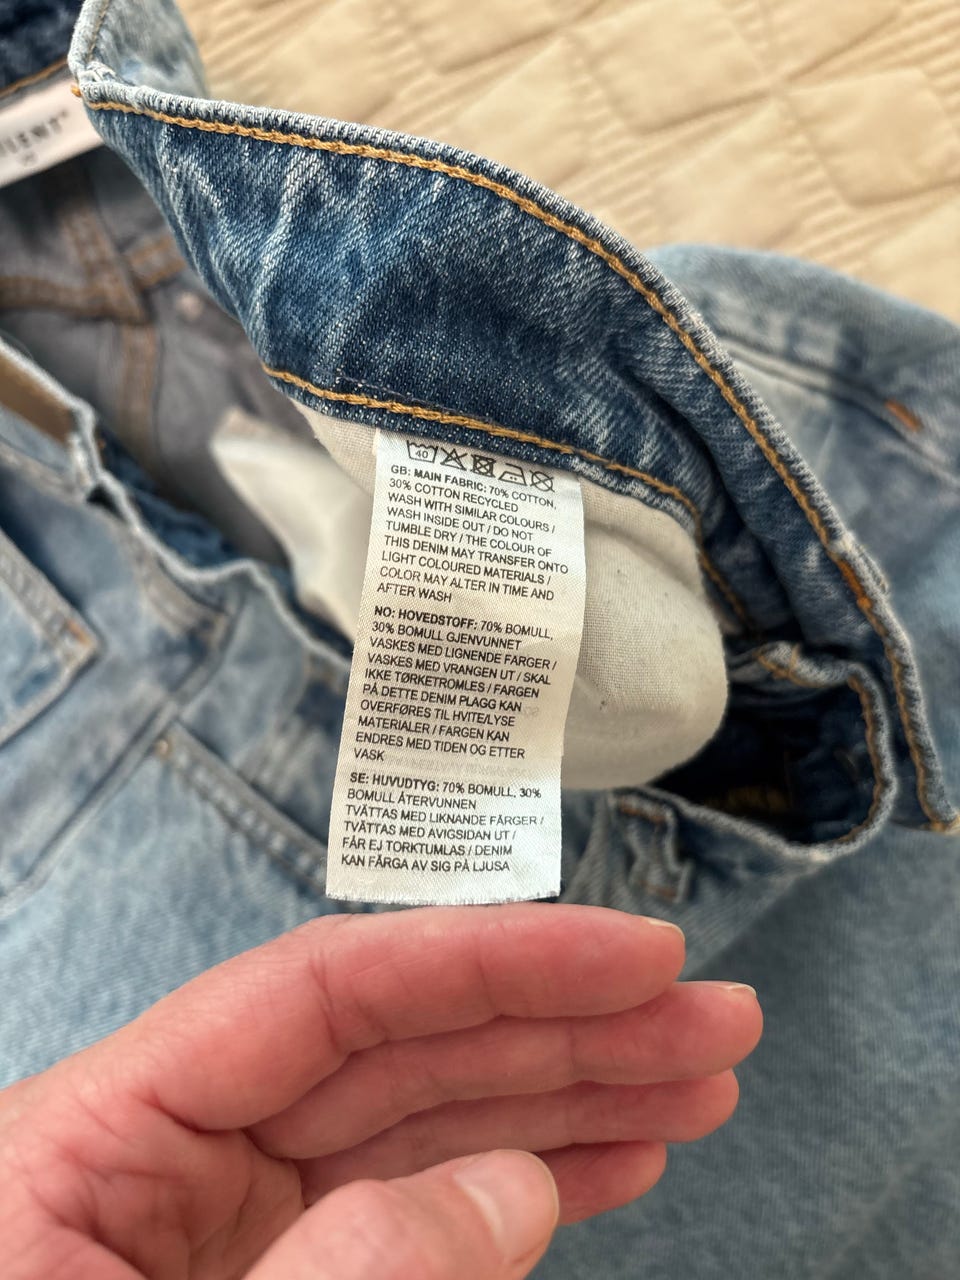 40
GB: MAIN FABRIC: 70% COTTON,
30% COTTON RECYCLED
WASH WITH SIMILAR COLOURS /
WASH INSIDE OUT / DO NOT
TUMBLE DRY / THE COLOUR OF
THIS DENIM MAY TRANSFER ONTO
LIGHT COLOURED MATERIALS /
COLOR MAY ALTER IN TIME AND
AFTER WASH
NO: HOVEDSTOFF: 70% BOMULL,
30% BOMULL GJENVUNNET
VASKES MED LIGNENDE FARGER /
VASKES MED VRANGEN UT / SKAL
IKKE TØRKETROMLES / FARGEN
PÅ DETTE DENIM PLAGG KAN
OVERFØRES TIL HVITE/LYSE
MATERIALER / FARGEN KAN
ENDRES MED TIDEN OG ETTER
VASK
SE: HUVUDTYG: 70% BOMULL, 30%
BOMULL ÅTERVUNNEN
TVÄTTAS MED LIKNANDE FÄRGER /
TVÄTTAS MED AVIGSIDAN UT /
FÅR EJ TORKTUMLAS / DENIM
KAN FÄRGA AV SIG PÅ LJUSA